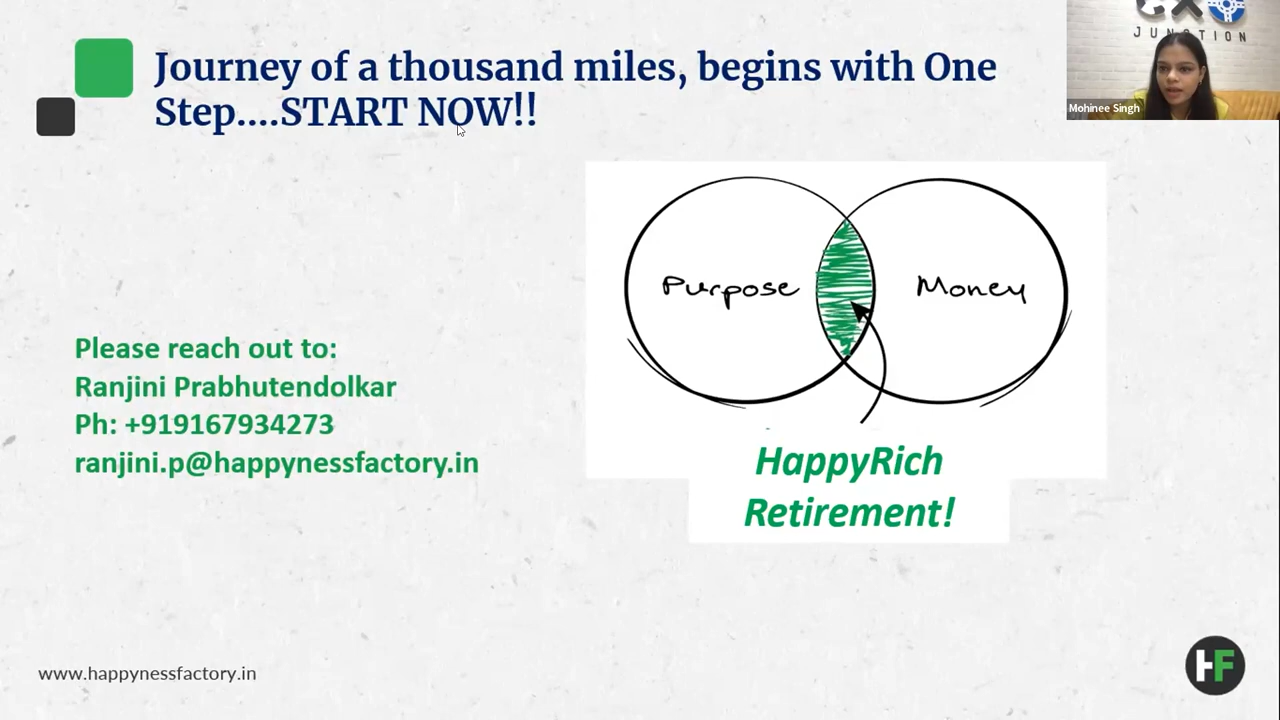 Journey of a thousand miles, begins with One
Step....START NOW!!
JUNCTION
Mohinee Singh
Purpose
Money
Please reach out to:
Ranjini Prabhutendolkar
Ph: +919167934273
ranjini.p@happynessfactory.in
HappyRich
Retirement!
www.happynessfactory.in
HF